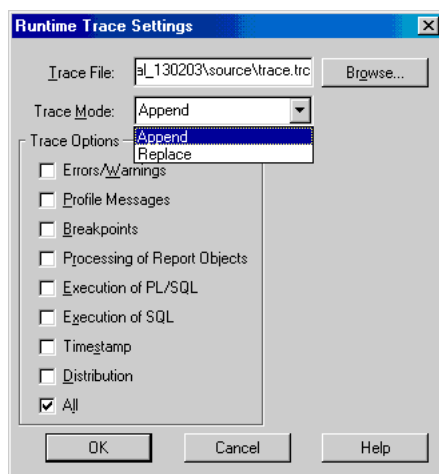 Runtime Trace Settings
Trace File: al_130203\source\trace.trc Browse...
Trace Mode: Append
Append
Trace Options
Replace
Errors/Warnings
Profile Messages
Breakpoints
Processing of Report Objects
Execution of PL/SQL
Execution of SQL
Timestamp
Distribution
All
OK Cancel Help